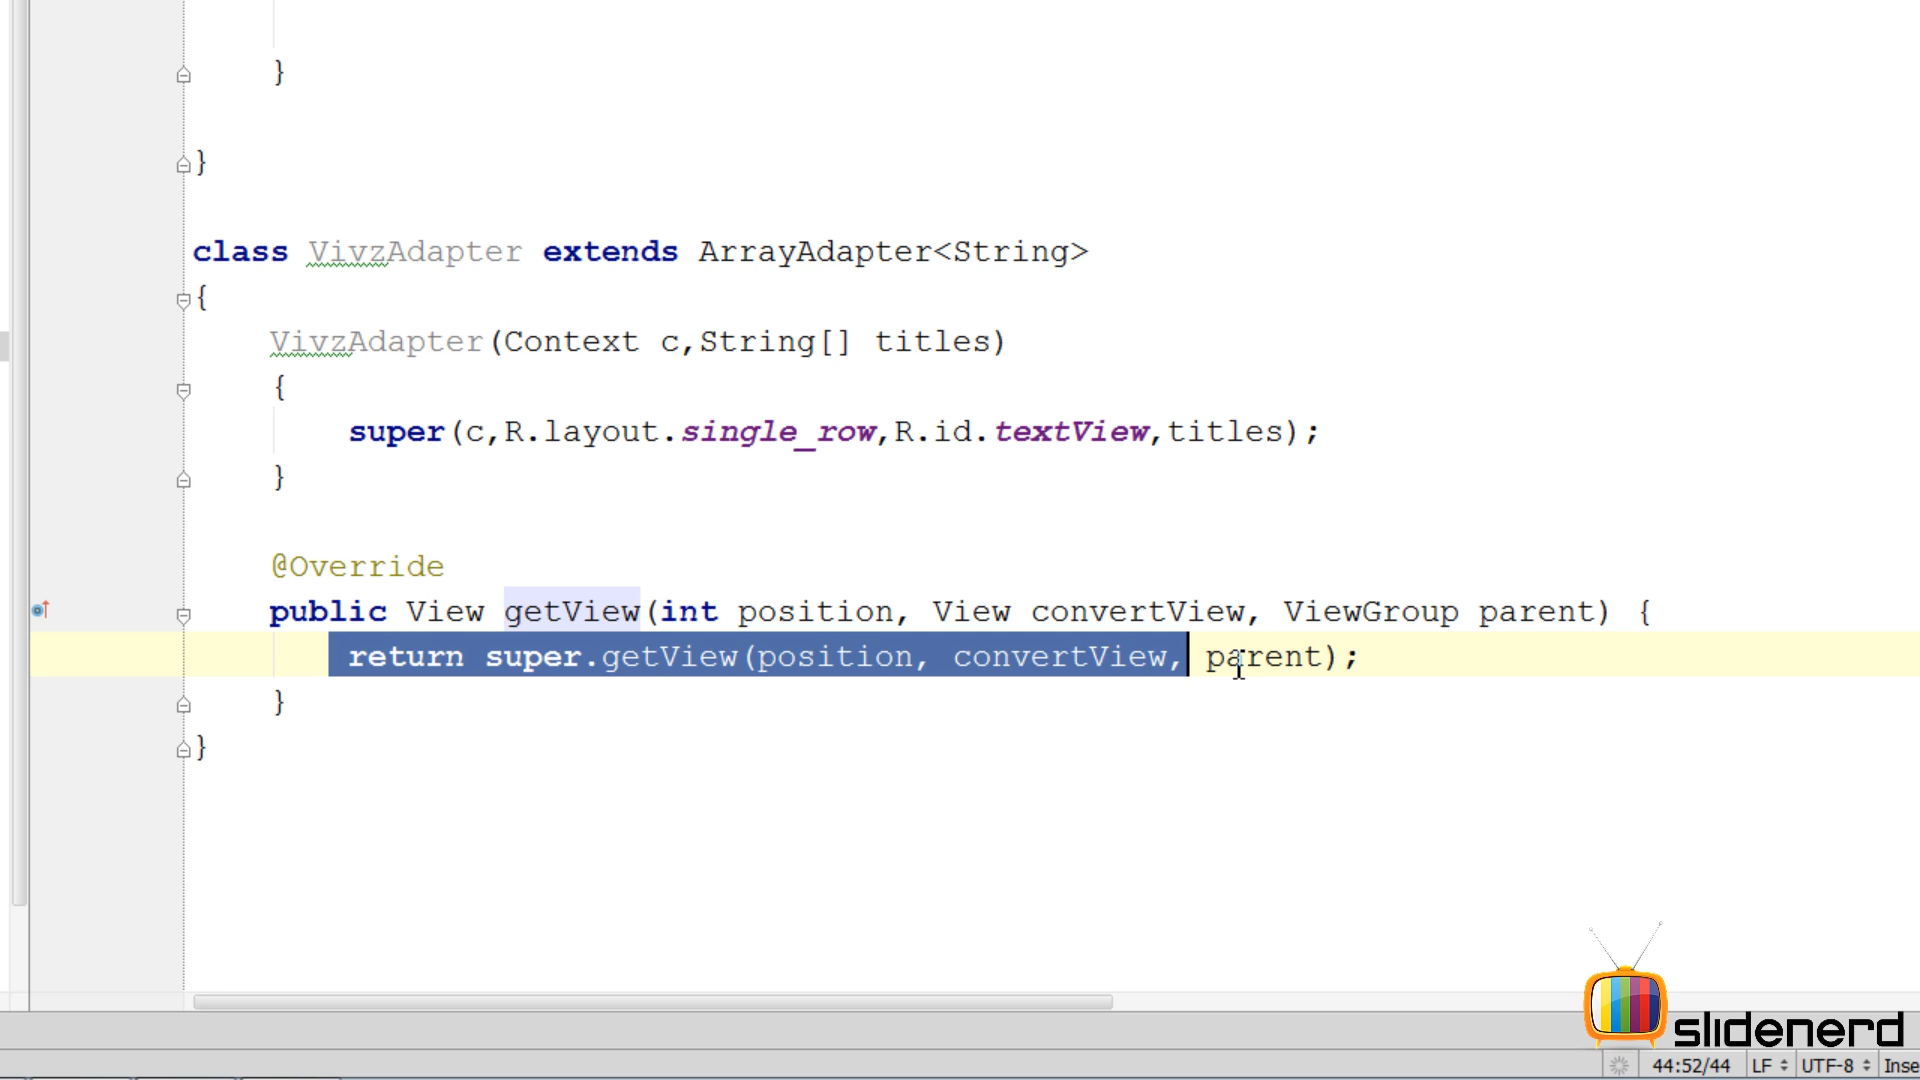 }
}
class VivzAdapter extends ArrayAdapter<String>
{
VivzAdapter(Context c,String[] titles)
{
super(c,R.layout.single_row,R.id.textView,titles);
}
@Override
public View getView(int position, View convertView, ViewGroup parent) {
return super.getView(position, convertView, parent);
}
}
slidenerd
44:52/44 LF UTF-8 Inse